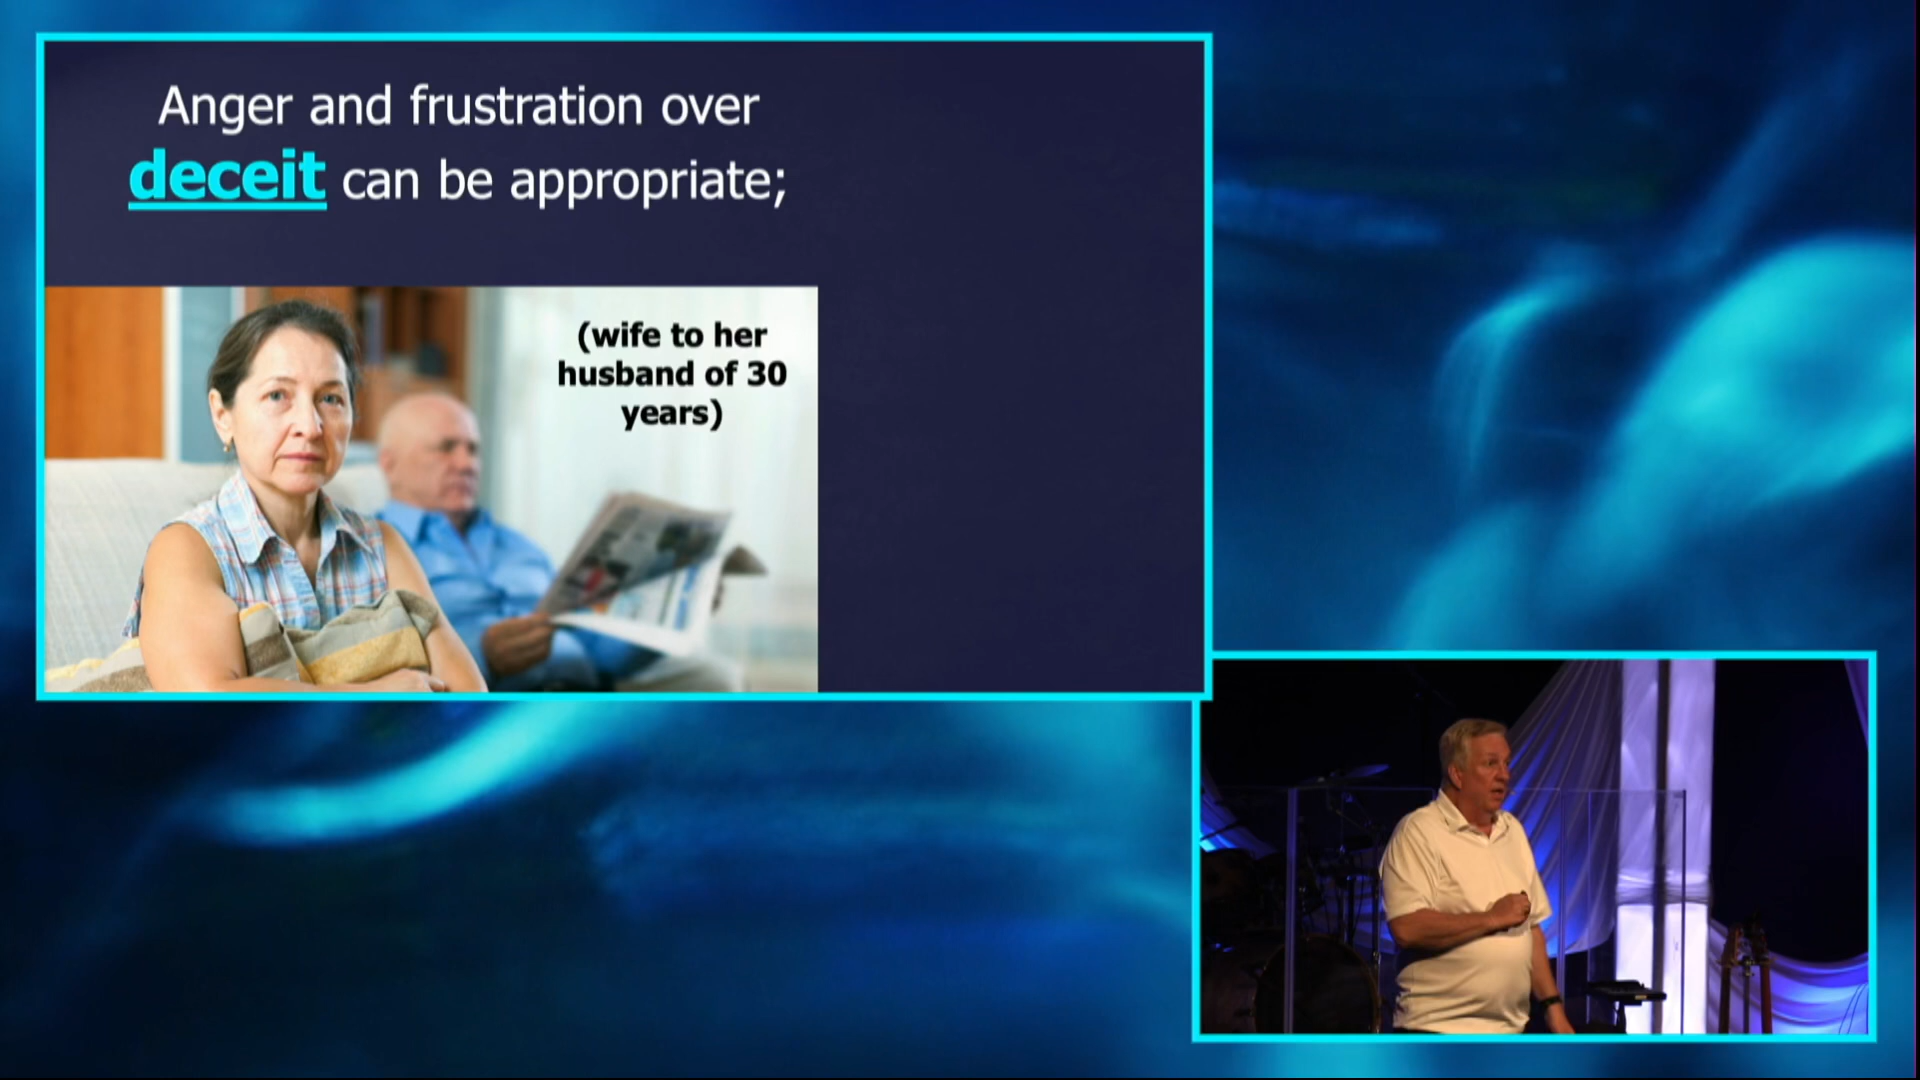 Anger and frustration over
deceit can be appropriate;
(wife to her
husband of 30
years)